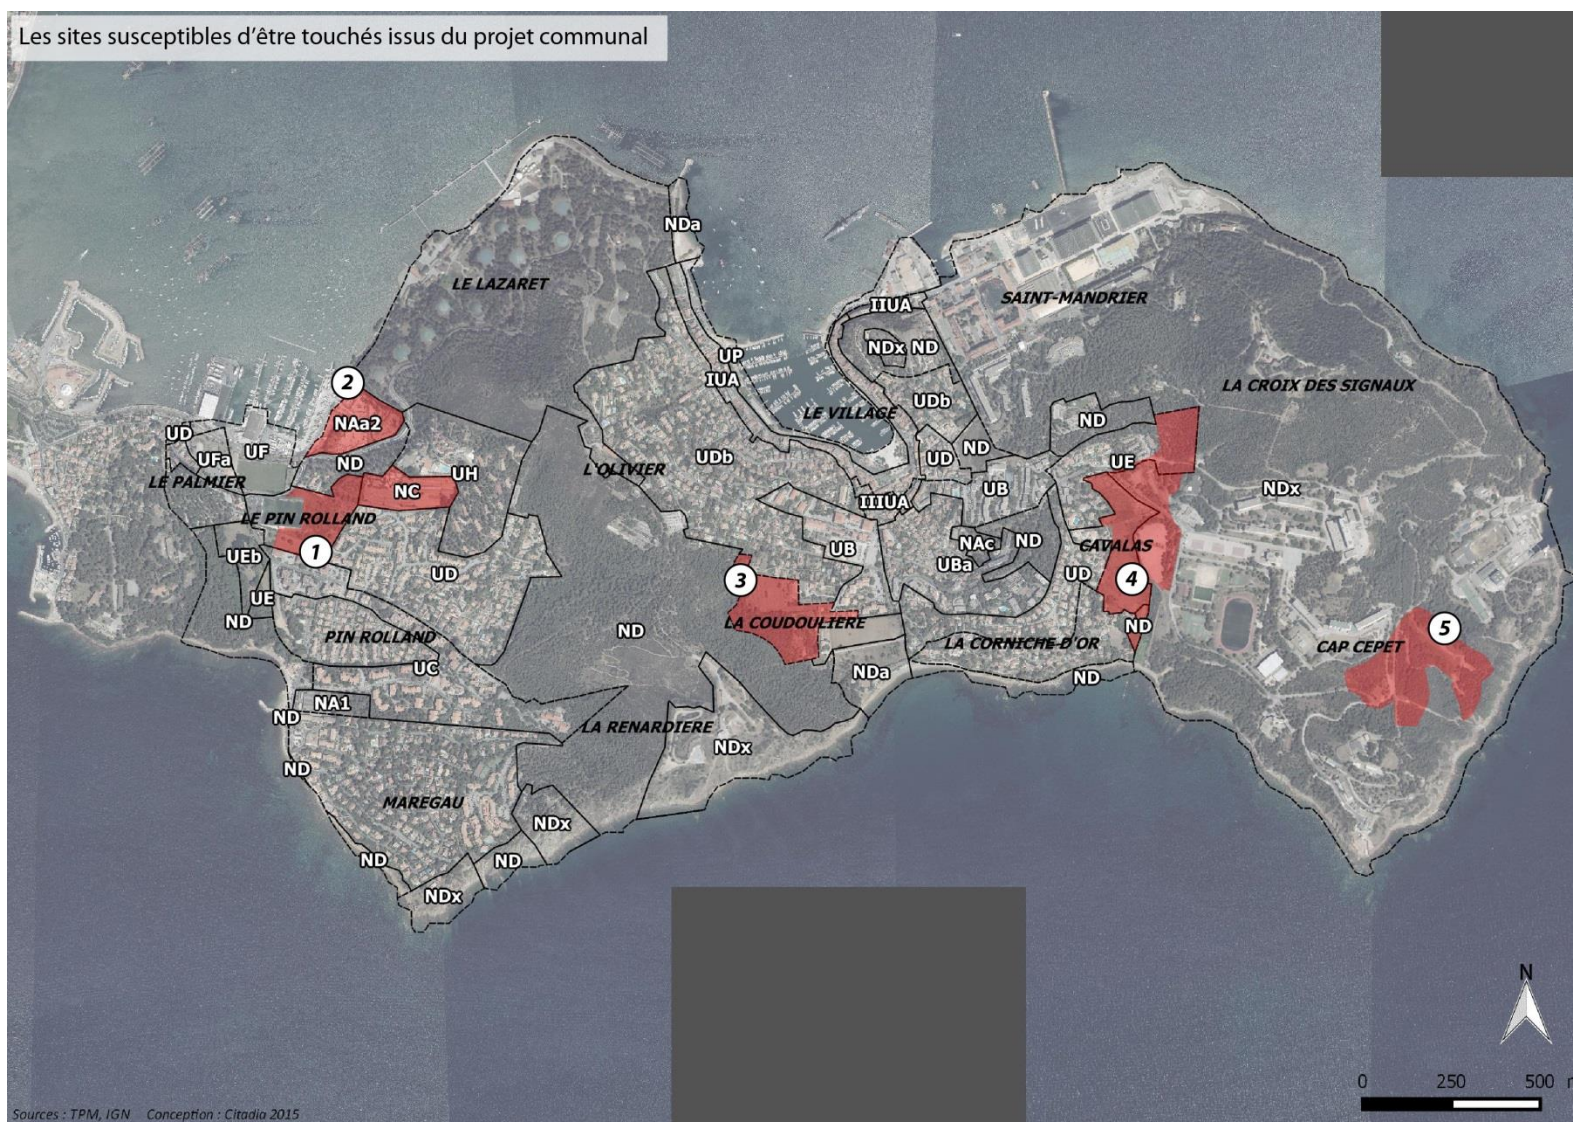 Les sites susceptibles d'être touchés issus du projet communal
NDa
LE LAZARET
SAINT-MANDRIER
IIUA
NDx ND
UP
IUA
2
LA CROIX DES SIGNAUX
UDb
LE VILLAGE
NAa2
ND
UD
UF
UFa
ND
UDb
UD
ND
UE
L'OLIVIER
UH
LE PALMIER
NC
UB
NDx
IIIUA
LE PIN ROLLAND
1
UEb
UD
UB
NAc
ND
UBa
CAVALAS
UD
4
3
UE
ND
PIN ROLLAND
ND
LA COUDOULIERE
LA CORNICHE D'OR
ND
CAP CEPET
5
UC
NDa
ND
NA1
ND
LA RENARDIERE
NDx
ND
MAREGAU
NDx
ND
ND
NDx
N
0 250 500 m
Sources : TPM, IGN Conception : Citadia 2015